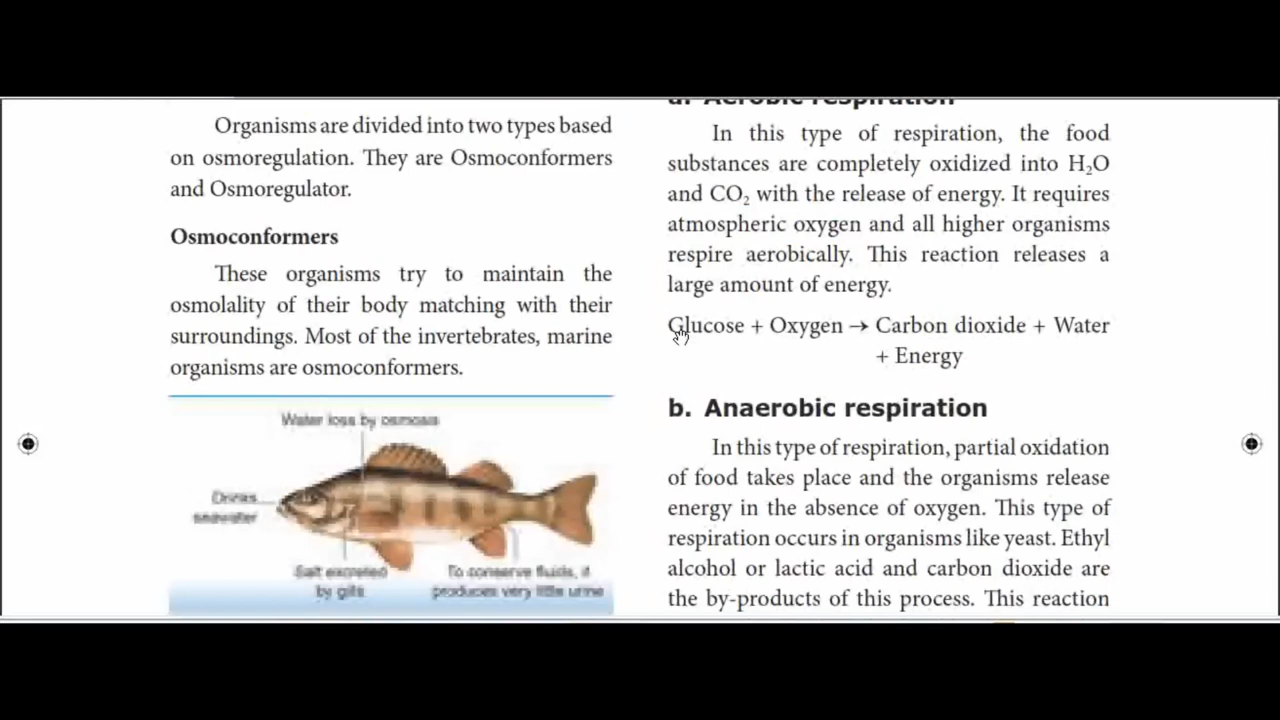 Organisms are divided into two types based
on osmoregulation. They are Osmoconformers
and Osmoregulator.
Osmoconformers
These organisms try to maintain the
osmolality of their body matching with their
surroundings. Most of the invertebrates, marine
organisms are osmoconformers.
Water loss by osmosis
Drinks
seawater
Salt excreted
by gills
To conserve fluids, it
produces very little urine
a. Aerobic respiration
In this type of respiration, the food
substances are completely oxidized into H₂O
and CO₂ with the release of energy. It requires
atmospheric oxygen and all higher organisms
respire aerobically. This reaction releases a
large amount of energy.
Glucose + Oxygen → Carbon dioxide + Water
+ Energy
b. Anaerobic respiration
In this type of respiration, partial oxidation
of food takes place and the organisms release
energy in the absence of oxygen. This type of
respiration occurs in organisms like yeast. Ethyl
alcohol or lactic acid and carbon dioxide are
the by-products of this process. This reaction